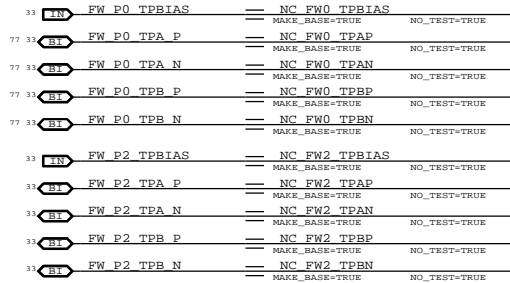 33 IN FW_P0_TPBIAS NC_FW0_TPBIAS
MAKE_BASE=TRUE NO_TEST=TRUE
77 33 BI FW_P0_TPA_P NC_FW0_TPAP
MAKE_BASE=TRUE NO_TEST=TRUE
77 33 BI FW_P0_TPA_N NC_FW0_TPAN
MAKE_BASE=TRUE NO_TEST=TRUE
77 33 BI FW_P0_TPB_P NC_FW0_TPBP
MAKE_BASE=TRUE NO_TEST=TRUE
77 33 BI FW_P0_TPB_N NC_FW0_TPBN
MAKE_BASE=TRUE NO_TEST=TRUE
33 IN FW_P2_TPBIAS NC_FW2_TPBIAS
MAKE_BASE=TRUE NO_TEST=TRUE
33 BI FW_P2_TPA_P NC_FW2_TPAP
MAKE_BASE=TRUE NO_TEST=TRUE
33 BI FW_P2_TPA_N NC_FW2_TPAN
MAKE_BASE=TRUE NO_TEST=TRUE
33 BI FW_P2_TPB_P NC_FW2_TPBP
MAKE_BASE=TRUE NO_TEST=TRUE
33 BI FW_P2_TPB_N NC_FW2_TPBN
MAKE_BASE=TRUE NO_TEST=TRUE